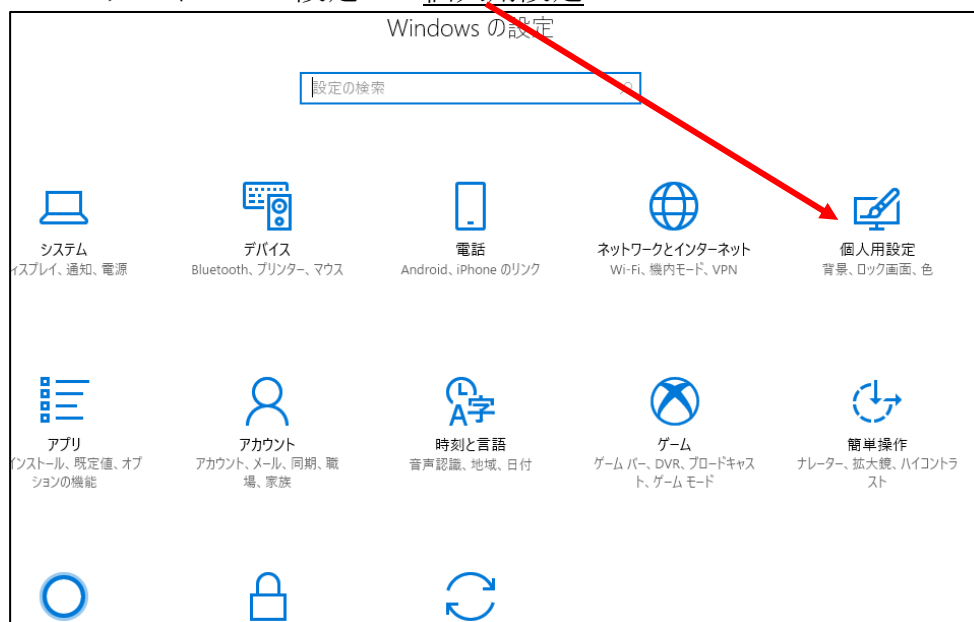 Windows の設定
設定の検索
システム
ィスプレイ、通知、電源
デバイス
Bluetooth、プリンター、マウス
電話
Android、iPhone のリンク
ネットワークとインターネット
Wi-Fi、機内モード、VPN
個人用設定
背景、ロック画面、色
アプリ
インストール、既定値、オプ
ションの機能
アカウント
アカウント、メール、同期、職
場、家族
時刻と言語
音声認識、地域、日付
ゲーム
ゲーム バー、DVR、ブロードキャス
ト、ゲーム モード
簡単操作
ナレーター、拡大鏡、ハイコントラ
スト